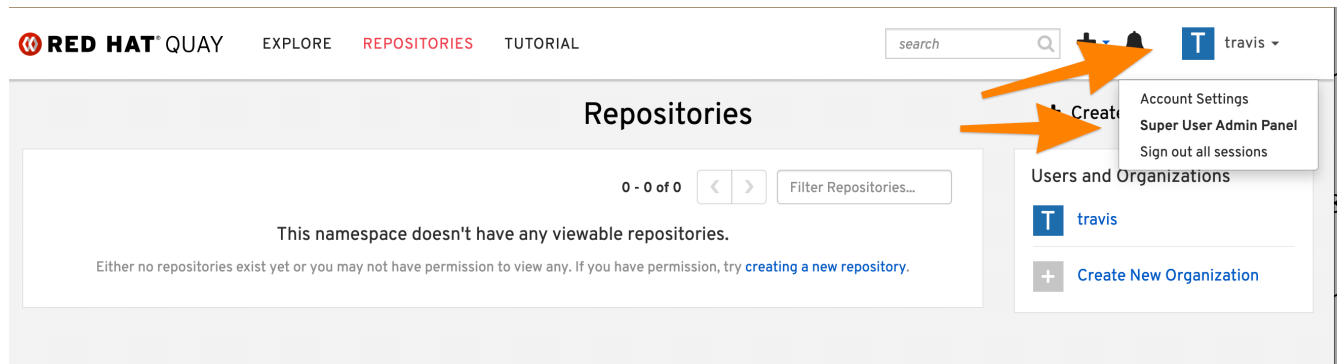 RED HAT® QUAY EXPLORE REPOSITORIES TUTORIAL search T travis
Account Settings
Super User Admin Panel
Sign out all sessions
Repositories
Create
0 - 0 of 0 Filter Repositories...
This namespace doesn't have any viewable repositories.
Either no repositories exist yet or you may not have permission to view any. If you have permission, try creating a new repository.
Users and Organizations
T travis
Create New Organization